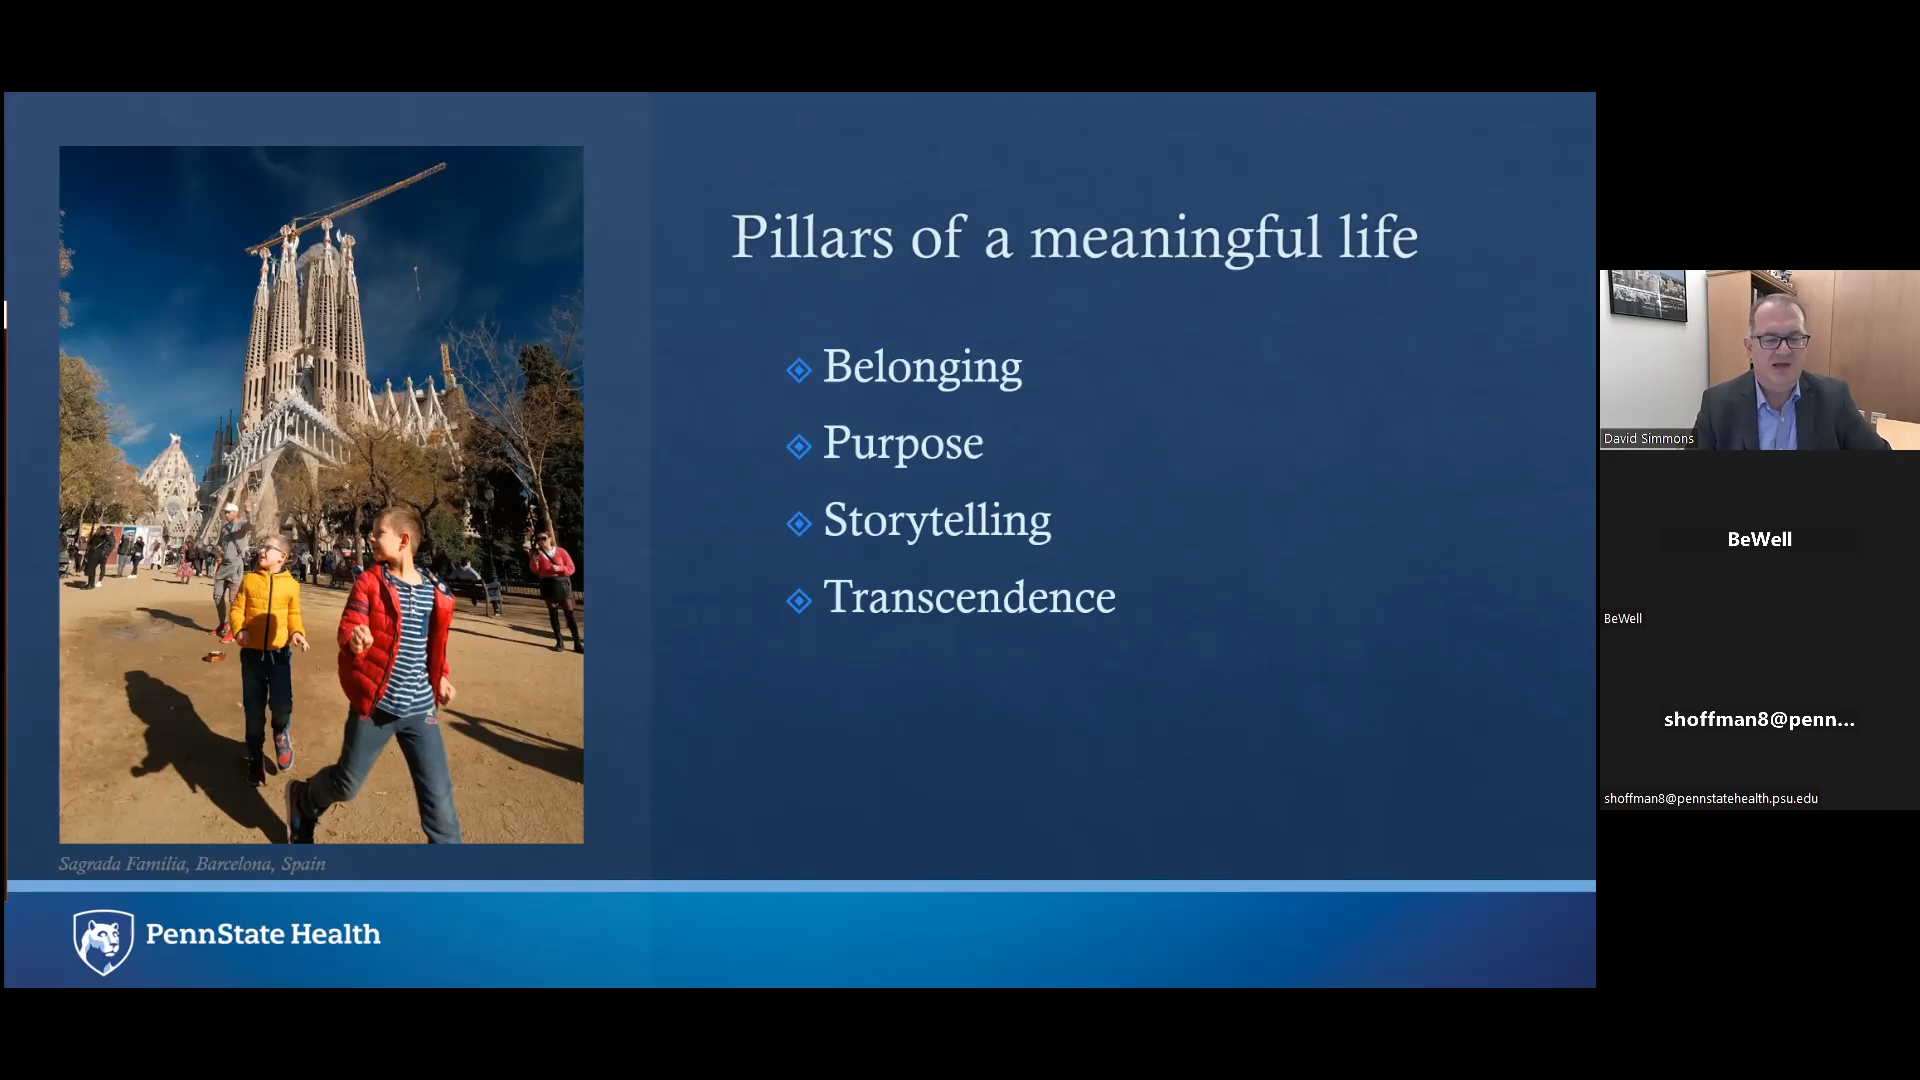 Pillars of a meaningful life
Belonging
Purpose
Storytelling
Transcendence
Sagrada Familia, Barcelona, Spain
PennState Health
David Simmons
BeWell
BeWell
shoffman8@penn...
shoffman8@pennstatehealth.psu.edu